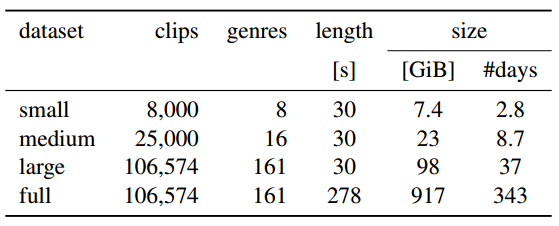 dataset clips genres length size
[s] [GiB] #days
small 8,000 8 30 7.4 2.8
medium 25,000 16 30 23 8.7
large 106,574 161 30 98 37
full 106,574 161 278 917 343